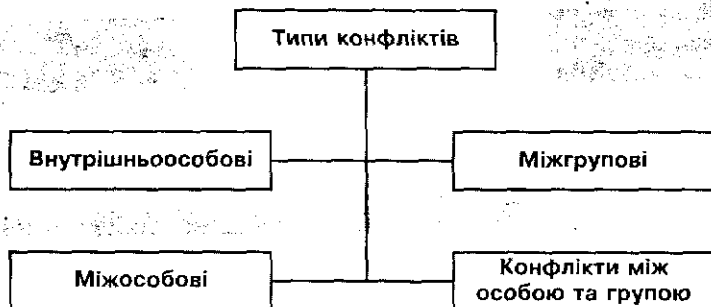 Типи конфліктів
Внутрішньоособові
Міжгрупові
Міжособові
Конфлікти між
особою та групою